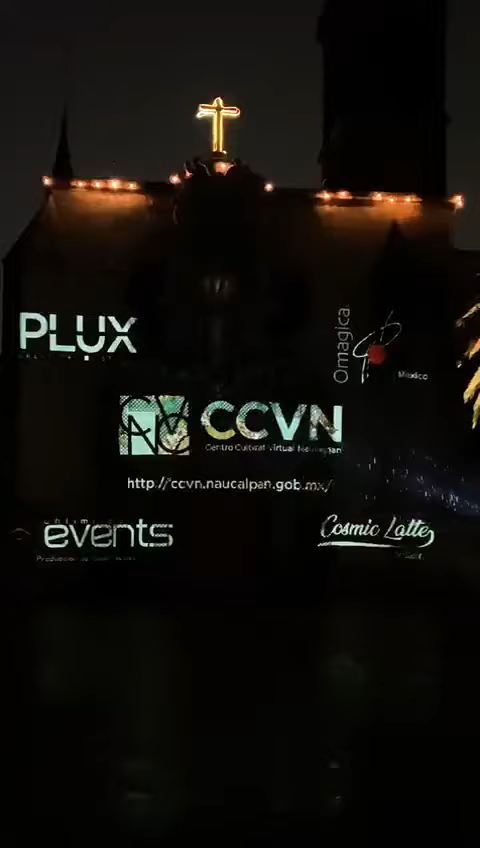 PLUX
Omagica
México
CCVN
Centro Cultural Virtual Naucalpan
http://ccvn.naucalpan.gob.mx/
events
Cosmic Latte